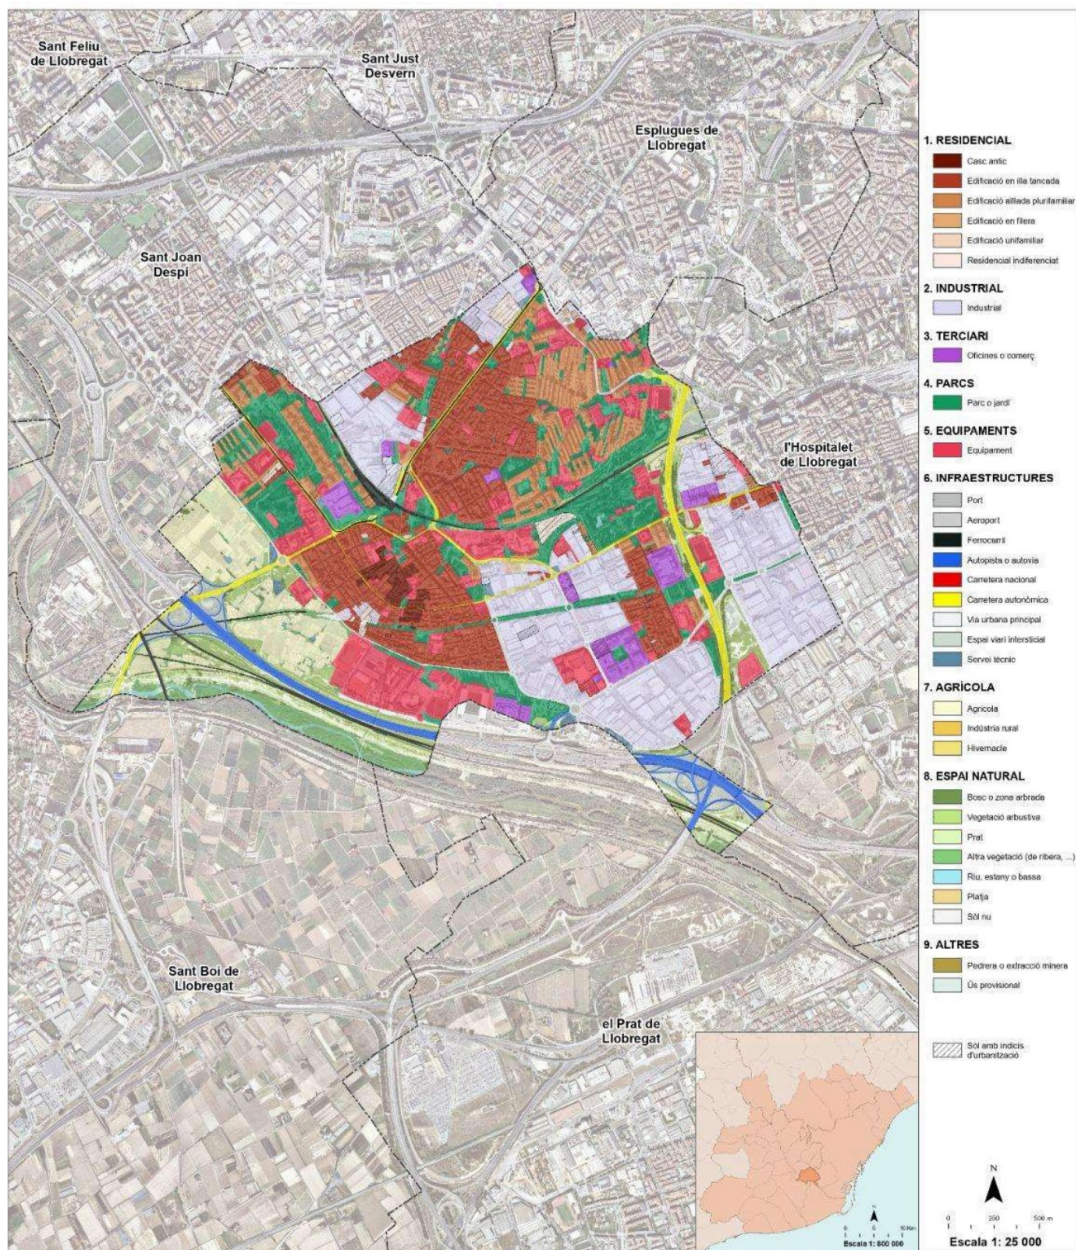 Sant Feliu
de Llobregat
Sant Just
Desvern
Esplugues de
Llobregat
Sant Joan
Despí
l'Hospitalet
de Llobregat
Sant Boi de
Llobregat
el Prat de
Llobregat
1. RESIDENCIAL
Casc antic
Edificació en illa tancada
Edificació aïllada plurifamiliar
Edificació en filera
Edificació unifamiliar
Residencial indiferenciat
2. INDUSTRIAL
Industrial
3. TERCIARI
Oficines o comerç
4. PARCS
Parc o jardí
5. EQUIPAMENTS
Equipament
6. INFRAESTRUCTURES
Port
Aeroport
Ferrocarril
Autopista o autovia
Carretera nacional
Carretera autonòmica
Via urbana principal
Espai viari intersticial
Servei tècnic
7. AGRÍCOLA
Agrícola
Indústria rural
Hivernacle
8. ESPAI NATURAL
Bosc o zona arbrada
Vegetació arbustiva
Prat
Altra vegetació (de ribera, ...)
Riu, estany o bassa
Platja
Sòl nu
9. ALTRES
Pedrera o extracció minera
Ús provisional
Sòl amb indicis
d'urbanització
N
0 5 10 Km.
Escala 1: 800 000
N
0 250 500 m
Escala 1: 25 000